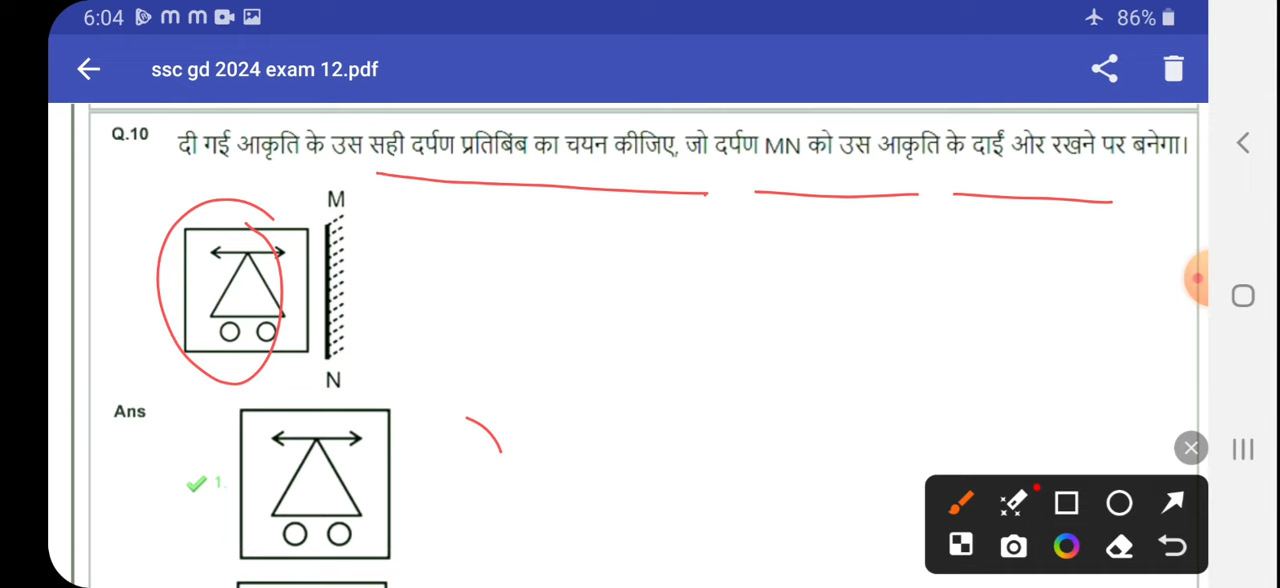 6:04 m m 86%
ssc gd 2024 exam 12.pdf
Q.10 दी गई आकृति के उस सही दर्पण प्रतिबिंब का चयन कीजिए, जो दर्पण MN को उस आकृति के दाईं ओर रखने पर बनेगा।
M
N
Ans
1.